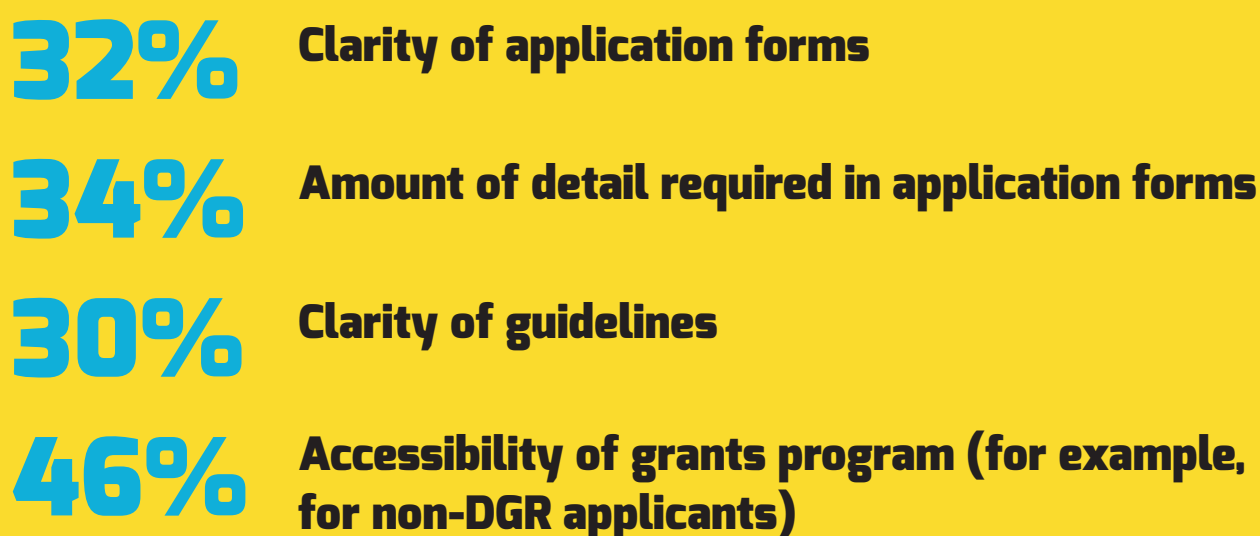 32% Clarity of application forms
34% Amount of detail required in application forms
30% Clarity of guidelines
46% Accessibility of grants program (for example,
for non-DGR applicants)